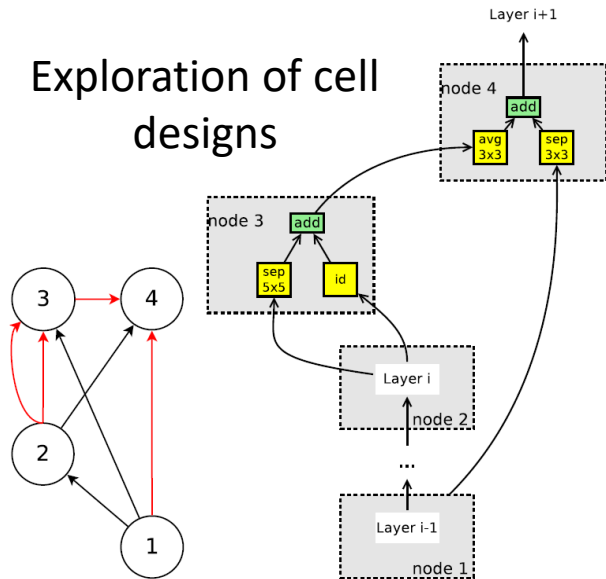 Layer i+1
Exploration of cell
designs
node 4
add
avg
3x3
sep
3x3
node 3
add
sep
5x5
id
3
4
Layer i
node 2
2
...
Layer i-1
node 1
1